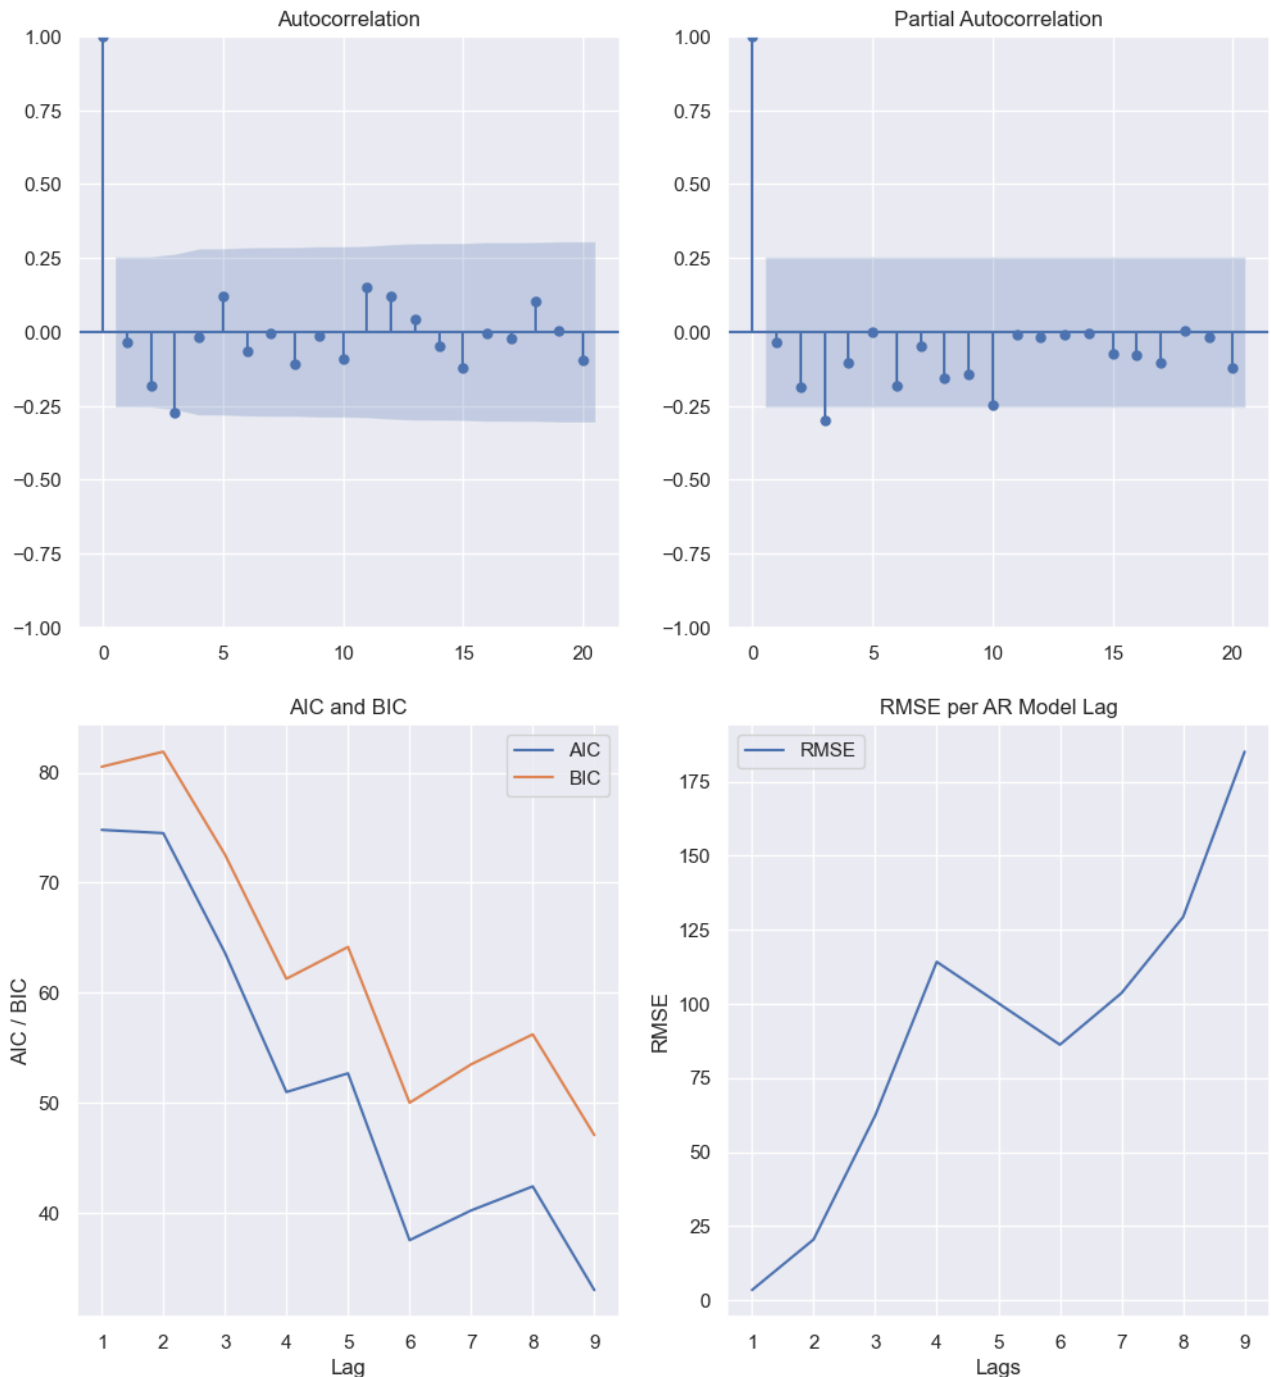 Autocorrelation
1.00
0.75
0.50
0.25
0.00
−0.25
−0.50
−0.75
−1.00
0 5 10 15 20
Partial Autocorrelation
1.00
0.75
0.50
0.25
0.00
−0.25
−0.50
−0.75
−1.00
0 5 10 15 20
AIC and BIC
AIC
BIC
AIC / BIC
80
70
60
50
40
1 2 3 4 5 6 7 8 9
Lag
RMSE per AR Model Lag
RMSE
RMSE
175
150
125
100
75
50
25
0
1 2 3 4 5 6 7 8 9
Lags